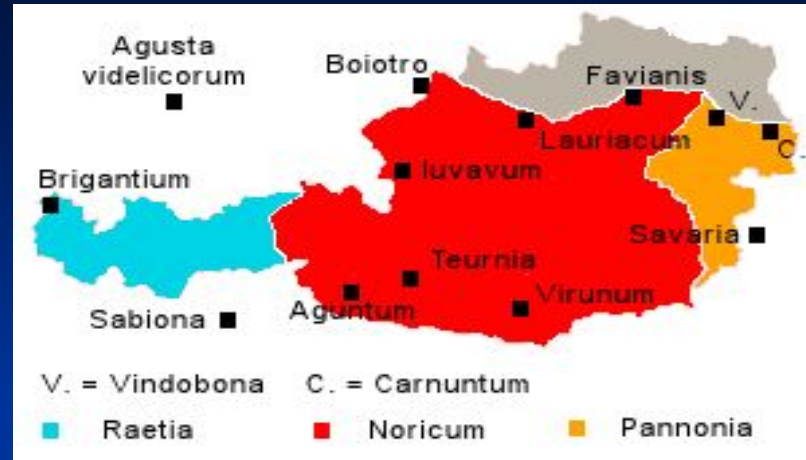 Agusta
videlicorum
Boiotro
Favianis
V.
Lauriacum
C.
Iuvavum
Brigantium
Savaria
Teurnia
Aguntum
Virunum
Sabiona
V. = Vindobona C. = Carnuntum
Raetia Noricum Pannonia